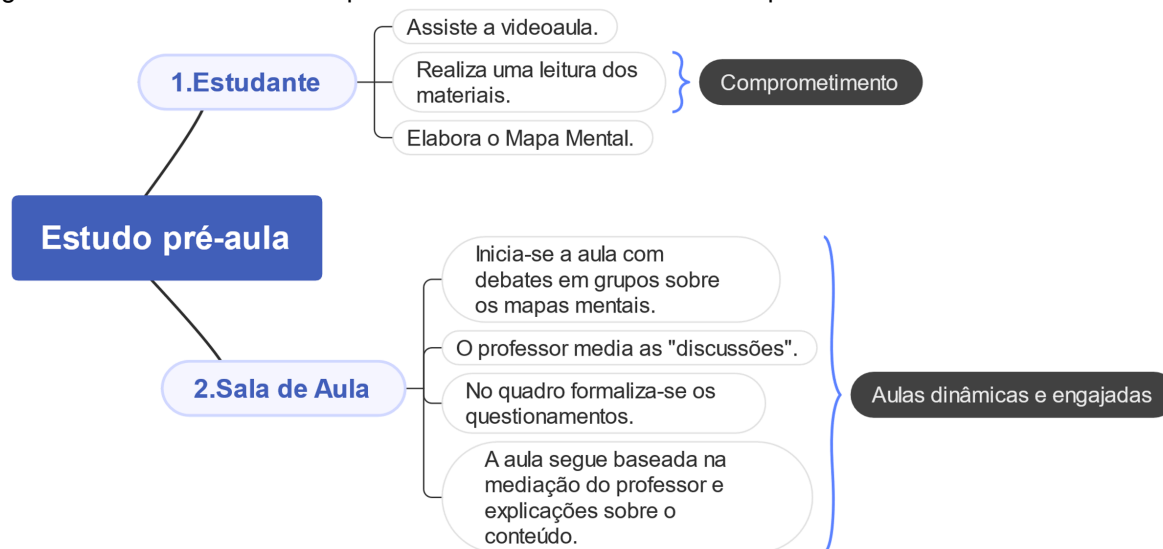 1.Estudante
Assiste a videoaula.
Realiza uma leitura dos
materiais.
Elabora o Mapa Mental.
Comprometimento
Estudo pré-aula
2.Sala de Aula
Inicia-se a aula com
debates em grupos sobre
os mapas mentais.
O professor media as "discussões".
No quadro formaliza-se os
questionamentos.
A aula segue baseada na
mediação do professor e
explicações sobre o
conteúdo.
Aulas dinâmicas e engajadas